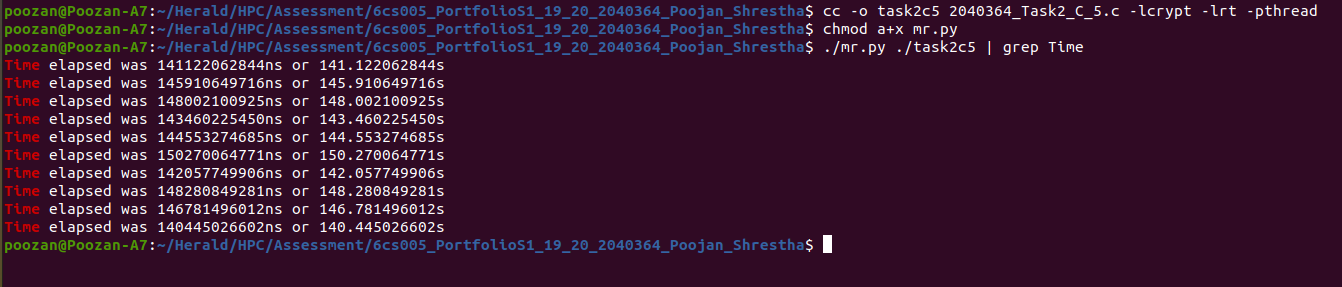 poozan@Poozan-A7:~/Herald/HPC/Assessment/6cs005_PortfolioS1_19_20_2040364_Poojan_Shrestha$ cc -o task2c5 2040364_Task2_C_5.c -lcrypt -lrt -pthread
poozan@Poozan-A7:~/Herald/HPC/Assessment/6cs005_PortfolioS1_19_20_2040364_Poojan_Shrestha$ chmod a+x mr.py
poozan@Poozan-A7:~/Herald/HPC/Assessment/6cs005_PortfolioS1_19_20_2040364_Poojan_Shrestha$ ./mr.py ./task2c5 | grep Time
Time elapsed was 141122062844ns or 141.122062844s
Time elapsed was 145910649716ns or 145.910649716s
Time elapsed was 148002100925ns or 148.002100925s
Time elapsed was 143460225450ns or 143.460225450s
Time elapsed was 144553274685ns or 144.553274685s
Time elapsed was 150270064771ns or 150.270064771s
Time elapsed was 142057749906ns or 142.057749906s
Time elapsed was 148280849281ns or 148.280849281s
Time elapsed was 146781496012ns or 146.781496012s
Time elapsed was 140445026602ns or 140.445026602s
poozan@Poozan-A7:~/Herald/HPC/Assessment/6cs005_PortfolioS1_19_20_2040364_Poojan_Shrestha$